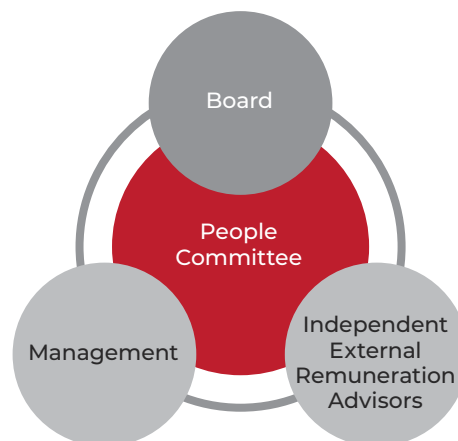 Board
People
Committee
Management
Independent
External
Remuneration
Advisors